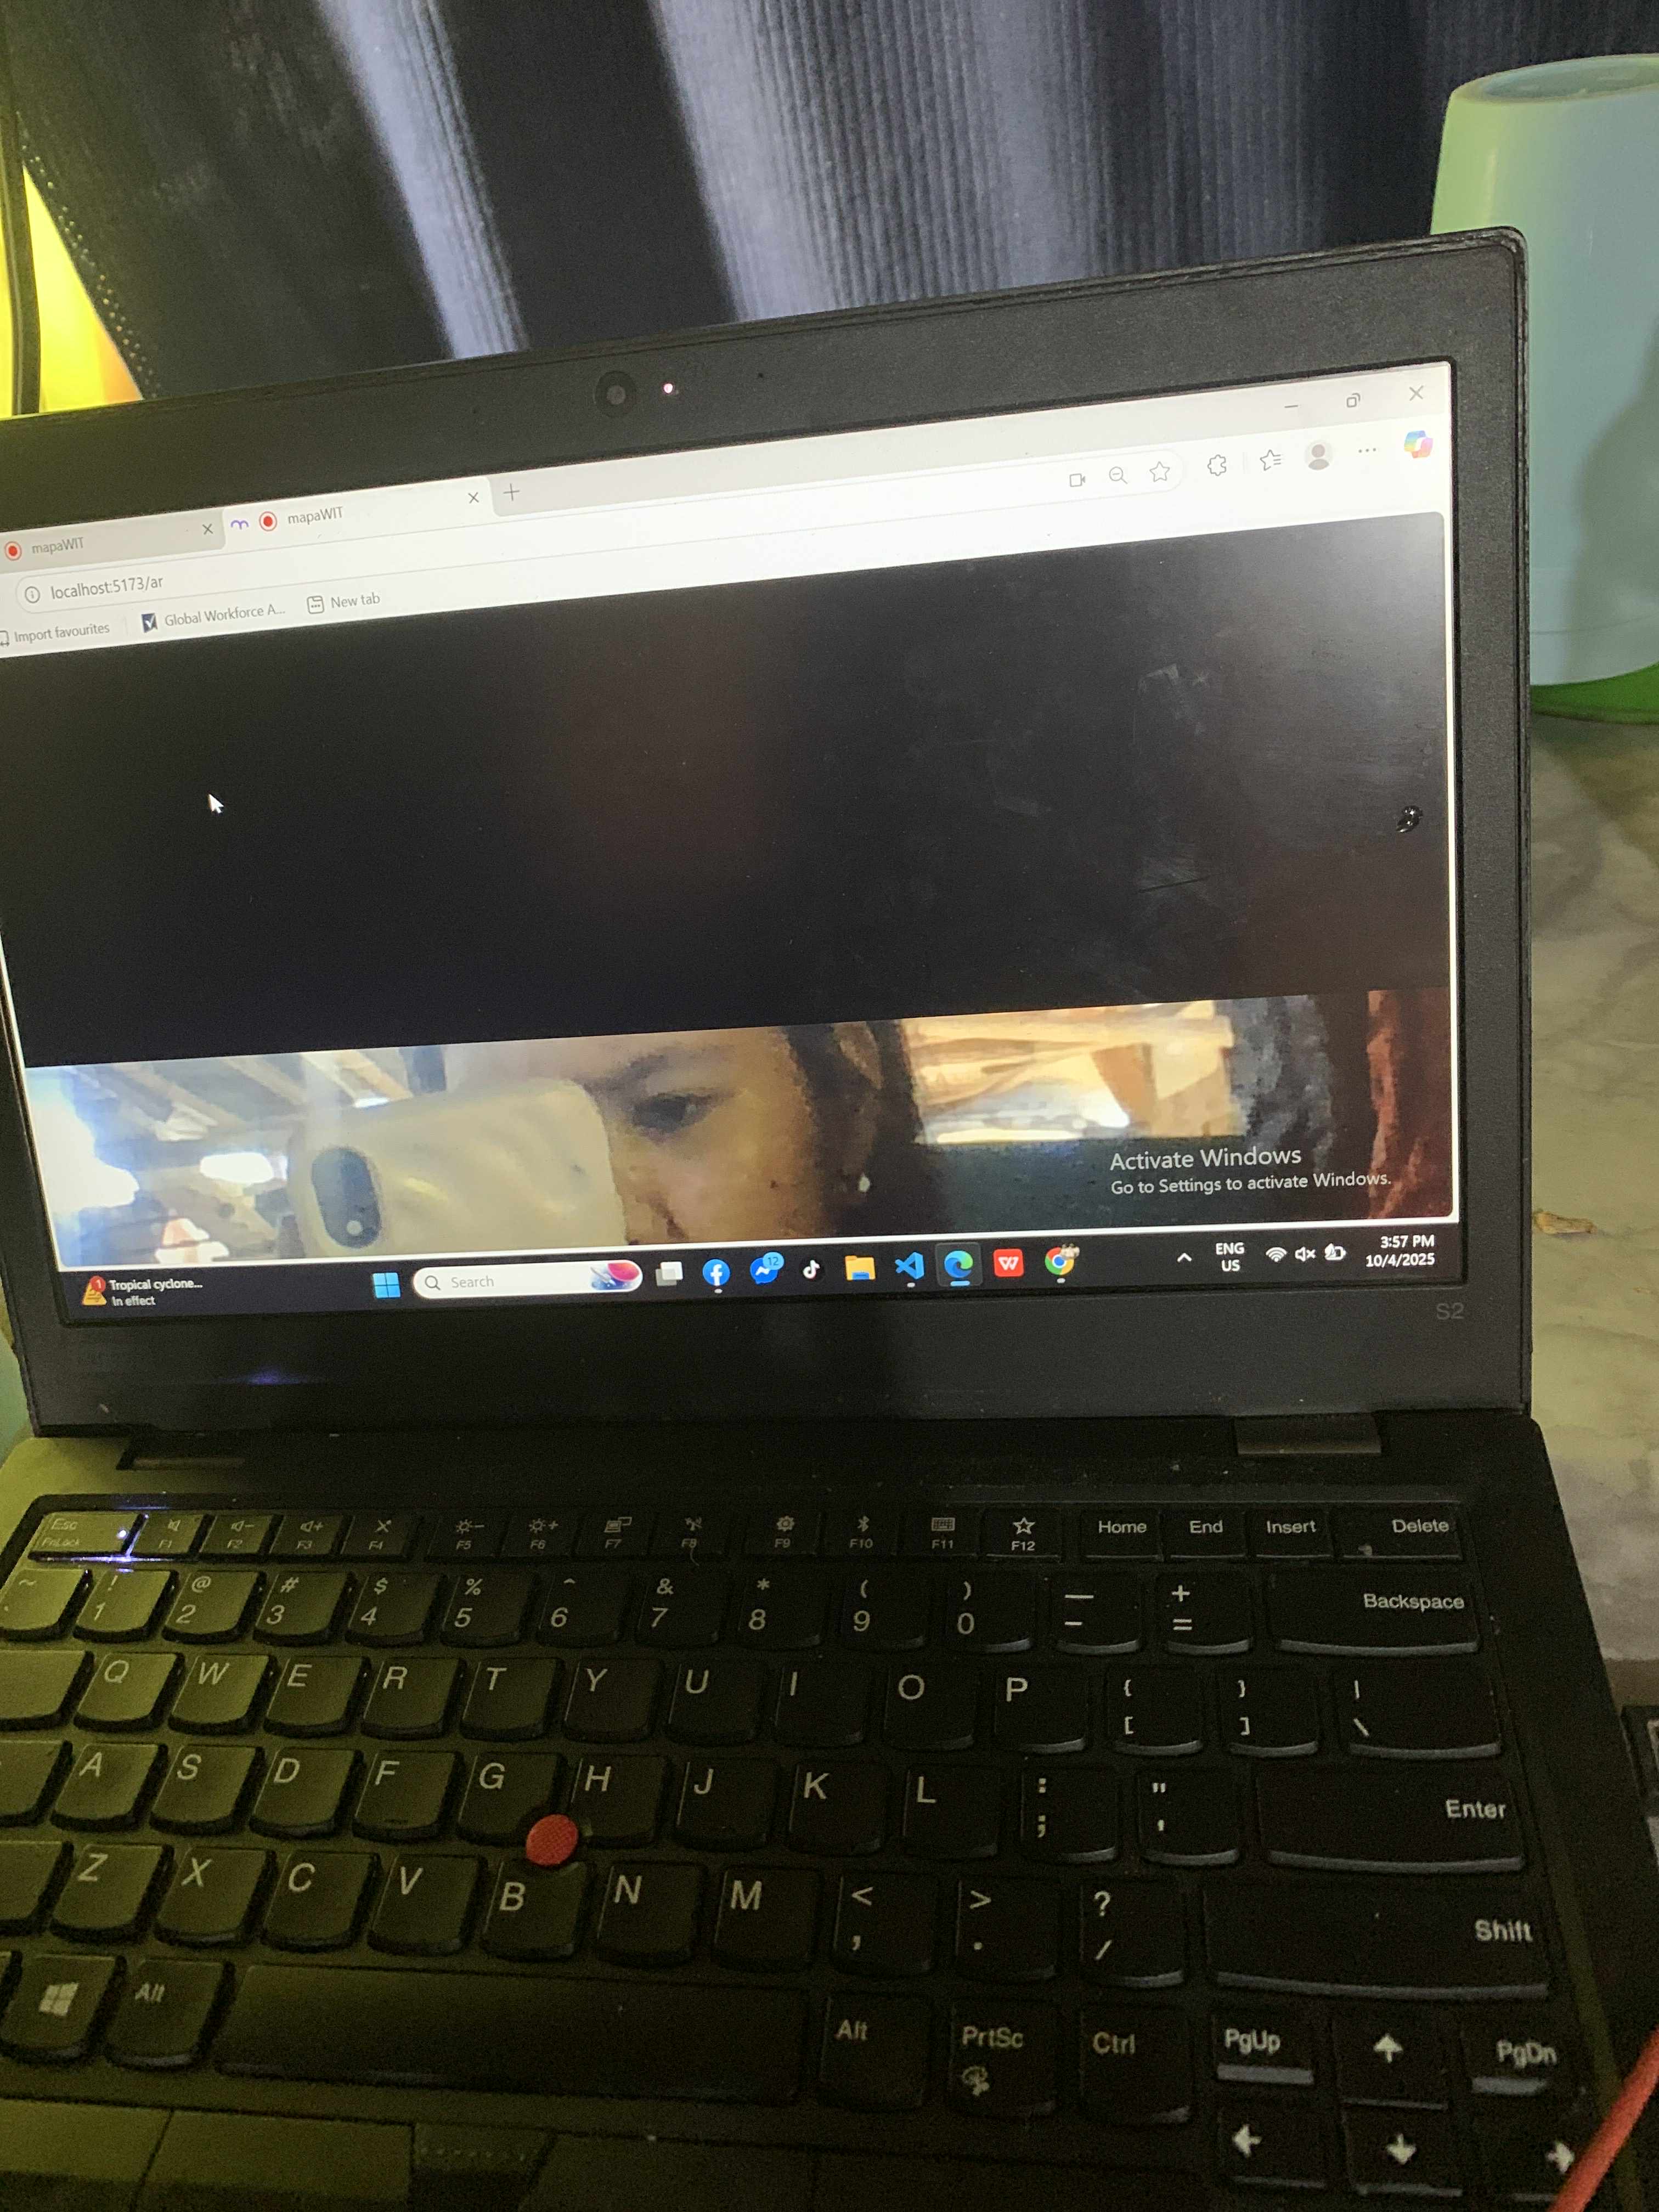 mapaWIT
mapaWIT
localhost:5173/ar
Import favourites
Global Workforce A...
New tab
Activate Windows
Go to Settings to activate Windows.
1
Tropical cyclone...
In effect
Search
12
ENG
US
3:57 PM
10/4/2025
S2
Esc
FnLock
F1
F2
F3
F4
F5
F6
F7
F8
F9
F10
F11
F12
Home
End
Insert
Delete
~ ! @ # $ % ^ & * ( ) — +
` 1 2 3 4 5 6 7 8 9 0 - =
Backspace
Q W E R T Y U I O P { } |
[ ] \
A S D F G H J K L : "
; '
Enter
Z X C V B N M < > ?
, . /
Shift
Alt
Alt
PrtSc
Ctrl
PgUp
PgDn